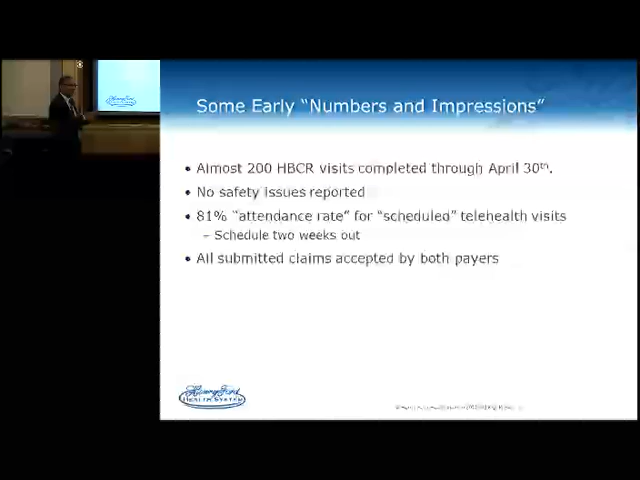 Some Early “Numbers and Impressions”
• Almost 200 HBCR visits completed through April 30th.
• No safety issues reported
• 81% “attendance rate” for “scheduled” telehealth visits
– Schedule two weeks out
• All submitted claims accepted by both payers
Henry Ford
HEALTH SYSTEM